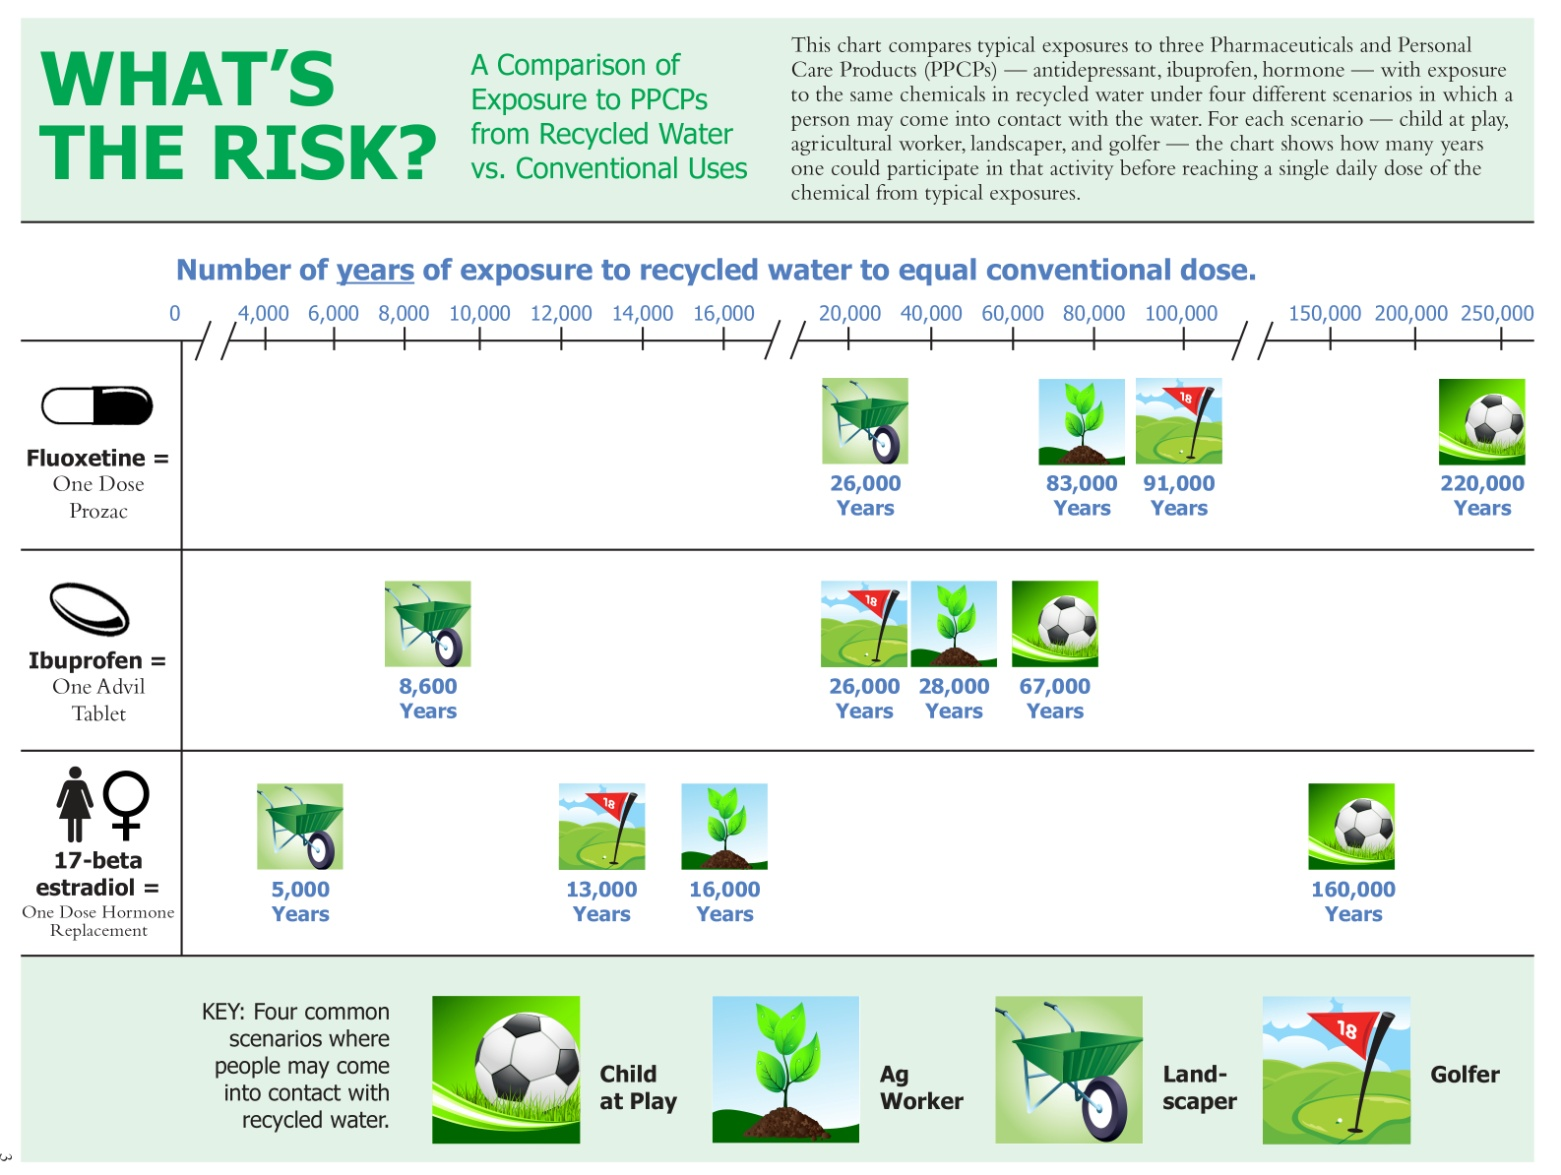 WHAT'S
THE RISK?
A Comparison of
Exposure to PPCPs
from Recycled Water
vs. Conventional Uses
This chart compares typical exposures to three Pharmaceuticals and Personal
Care Products (PPCPs) — antidepressant, ibuprofen, hormone — with exposure
to the same chemicals in recycled water under four different scenarios in which a
person may come into contact with the water. For each scenario — child at play,
agricultural worker, landscaper, and golfer — the chart shows how many years
one could participate in that activity before reaching a single daily dose of the
chemical from typical exposures.
Number of years of exposure to recycled water to equal conventional dose.
0 4,000 6,000 8,000 10,000 12,000 14,000 16,000 20,000 40,000 60,000 80,000 100,000 150,000 200,000 250,000
Fluoxetine =
One Dose
Prozac
18
26,000
Years
83,000
Years
91,000
Years
220,000
Years
Ibuprofen =
One Advil
Tablet
18
8,600
Years
26,000
Years
28,000
Years
67,000
Years
17-beta
estradiol =
One Dose Hormone
Replacement
18
5,000
Years
13,000
Years
16,000
Years
160,000
Years
KEY: Four common
scenarios where
people may come
into contact with
recycled water.
Child
at Play
Ag
Worker
Land-
scaper
18
Golfer
3